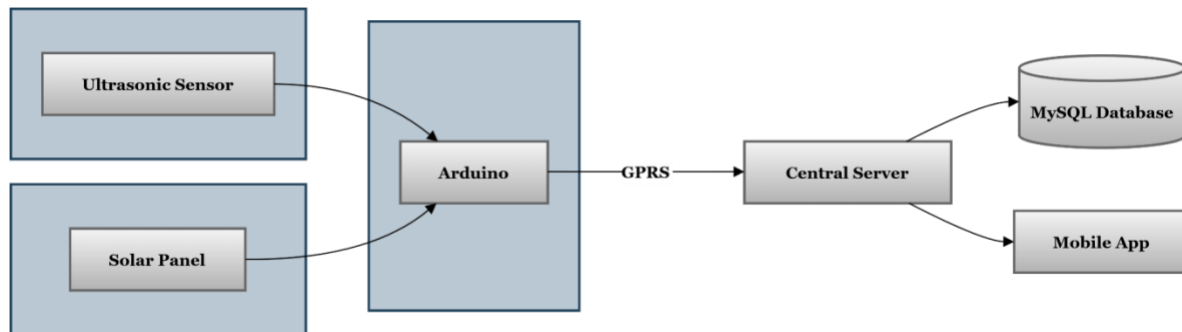 Ultrasonic Sensor
Solar Panel
Arduino
GPRS
Central Server
MySQL Database
Mobile App